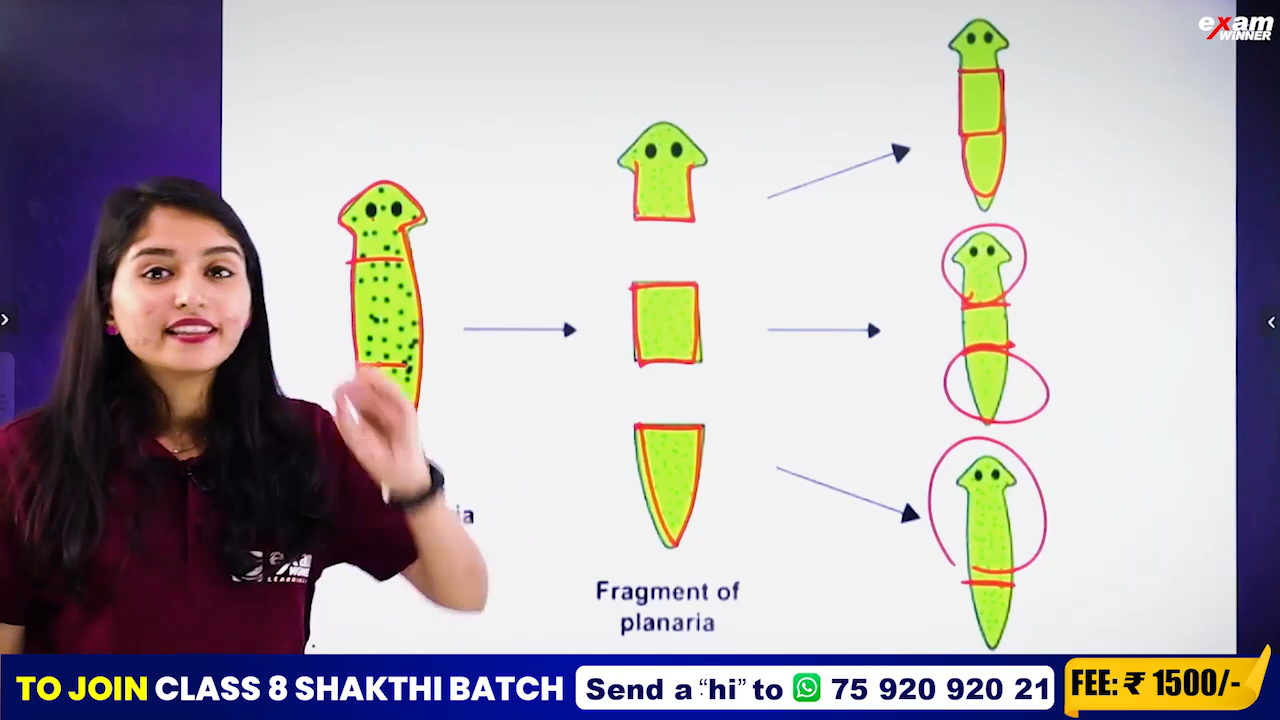 exam
WINNER
Fragment of
planaria
TO JOIN CLASS 8 SHAKTHI BATCH
Send a “hi” to 75 920 920 21
FEE: ₹ 1500/-